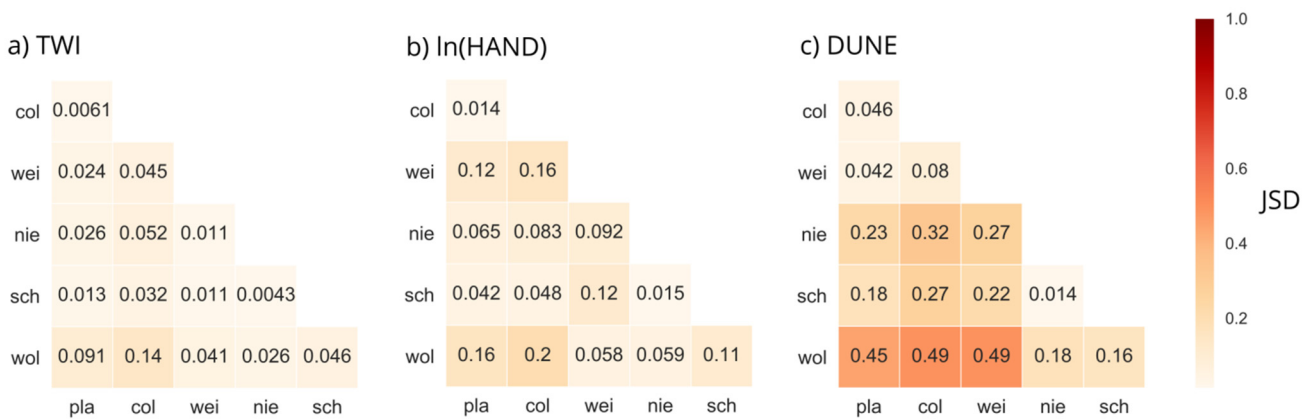 a) TWI
col 0.0061
wei 0.024 0.045
nie 0.026 0.052 0.011
sch 0.013 0.032 0.011 0.0043
wol 0.091 0.14 0.041 0.026 0.046
pla col wei nie sch
b) ln(HAND)
col 0.014
wei 0.12 0.16
nie 0.065 0.083 0.092
sch 0.042 0.048 0.12 0.015
wol 0.16 0.2 0.058 0.059 0.11
pla col wei nie sch
c) DUNE
col 0.046
wei 0.042 0.08
nie 0.23 0.32 0.27
sch 0.18 0.27 0.22 0.014
wol 0.45 0.49 0.49 0.18 0.16
pla col wei nie sch
1.0
0.8
0.6
JSD
0.4
0.2